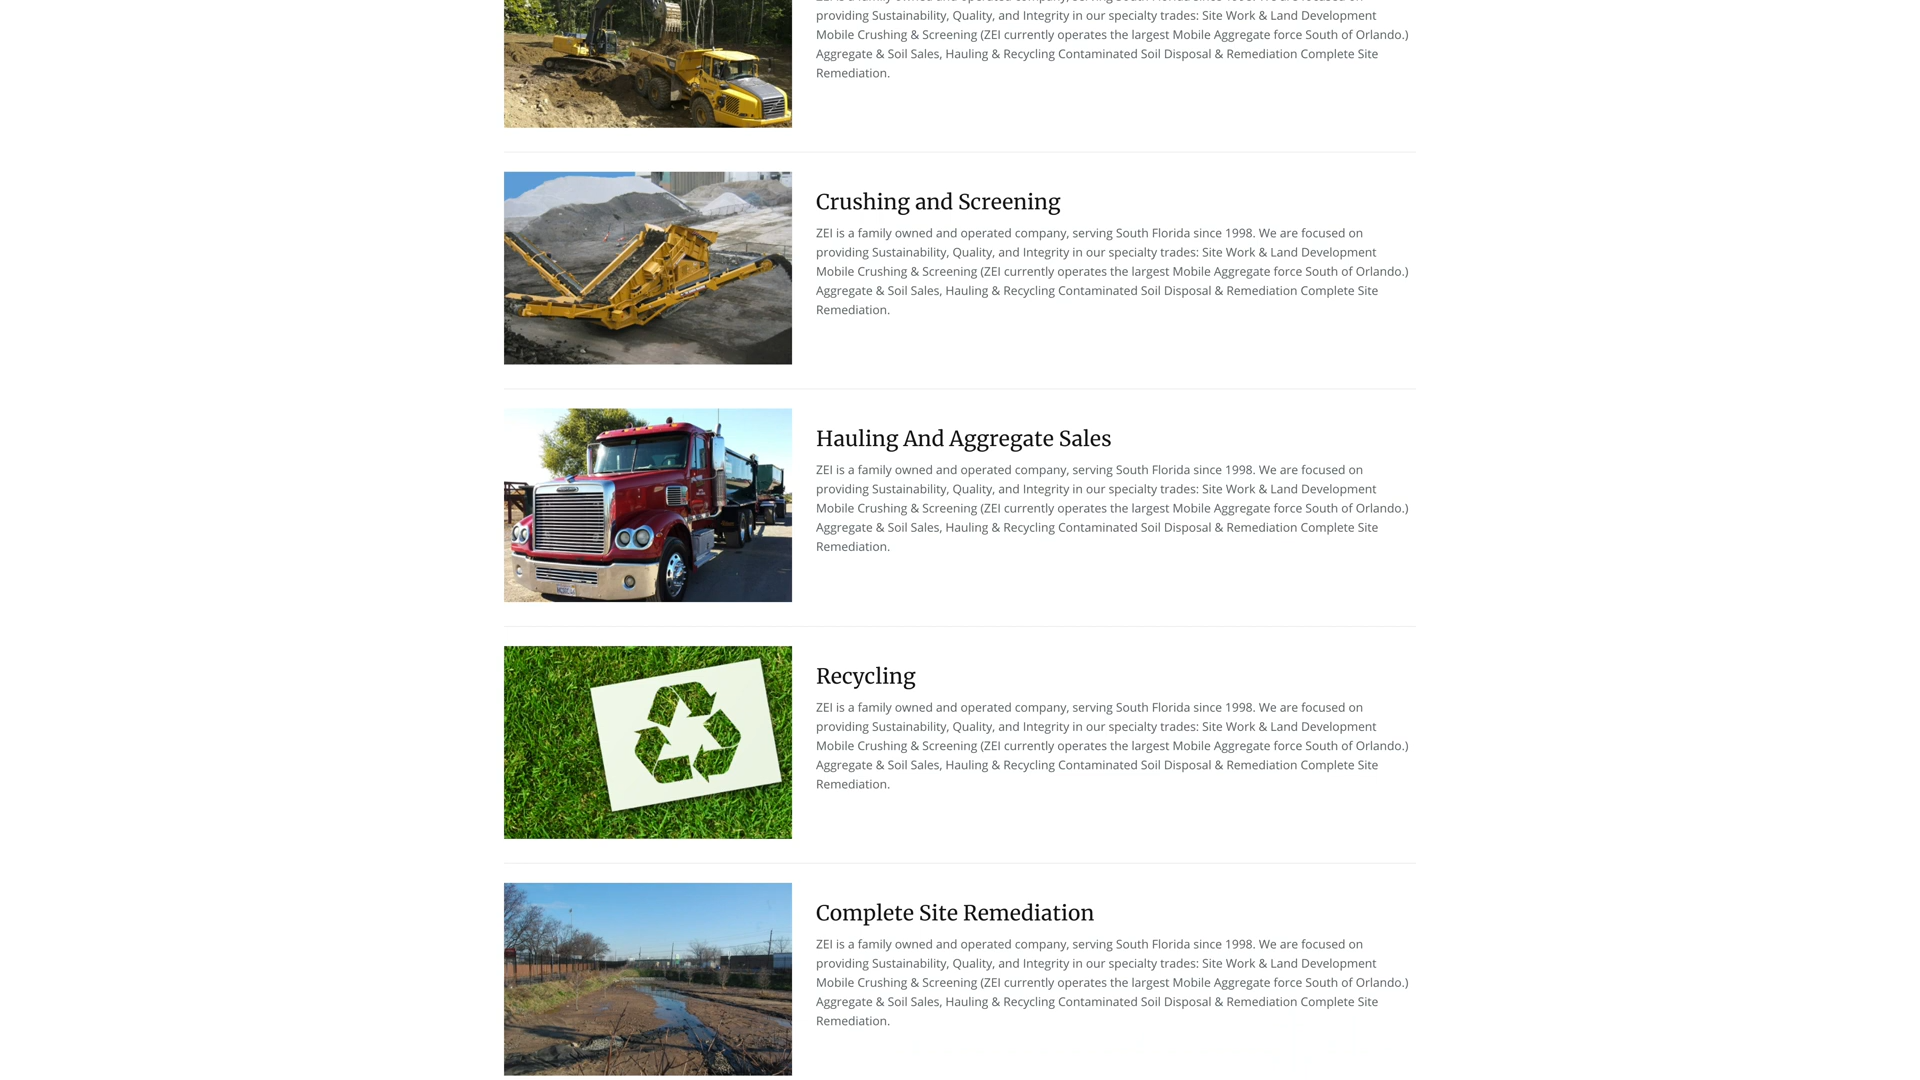 providing Sustainability, Quality, and Integrity in our specialty trades: Site Work & Land Development
Mobile Crushing & Screening (ZEI currently operates the largest Mobile Aggregate force South of Orlando.)
Aggregate & Soil Sales, Hauling & Recycling Contaminated Soil Disposal & Remediation Complete Site
Remediation.
Crushing and Screening
ZEI is a family owned and operated company, serving South Florida since 1998. We are focused on
providing Sustainability, Quality, and Integrity in our specialty trades: Site Work & Land Development
Mobile Crushing & Screening (ZEI currently operates the largest Mobile Aggregate force South of Orlando.)
Aggregate & Soil Sales, Hauling & Recycling Contaminated Soil Disposal & Remediation Complete Site
Remediation.
Hauling And Aggregate Sales
ZEI is a family owned and operated company, serving South Florida since 1998. We are focused on
providing Sustainability, Quality, and Integrity in our specialty trades: Site Work & Land Development
Mobile Crushing & Screening (ZEI currently operates the largest Mobile Aggregate force South of Orlando.)
Aggregate & Soil Sales, Hauling & Recycling Contaminated Soil Disposal & Remediation Complete Site
Remediation.
Recycling
ZEI is a family owned and operated company, serving South Florida since 1998. We are focused on
providing Sustainability, Quality, and Integrity in our specialty trades: Site Work & Land Development
Mobile Crushing & Screening (ZEI currently operates the largest Mobile Aggregate force South of Orlando.)
Aggregate & Soil Sales, Hauling & Recycling Contaminated Soil Disposal & Remediation Complete Site
Remediation.
Complete Site Remediation
ZEI is a family owned and operated company, serving South Florida since 1998. We are focused on
providing Sustainability, Quality, and Integrity in our specialty trades: Site Work & Land Development
Mobile Crushing & Screening (ZEI currently operates the largest Mobile Aggregate force South of Orlando.)
Aggregate & Soil Sales, Hauling & Recycling Contaminated Soil Disposal & Remediation Complete Site
Remediation.